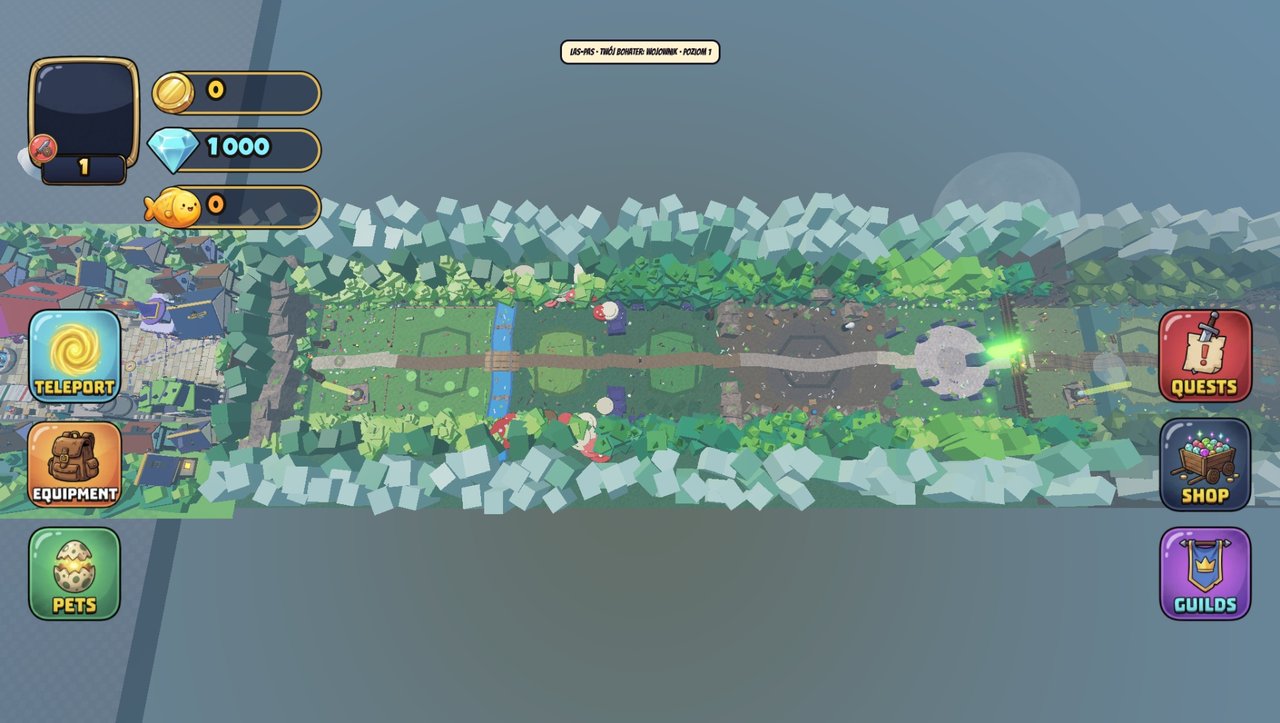 LAS-PAS · TWÓJ BOHATER: WOJOWNIK · POZIOM 1
0
1000
0
1
TELEPORT
EQUIPMENT
PETS
QUESTS
SHOP
GUILDS